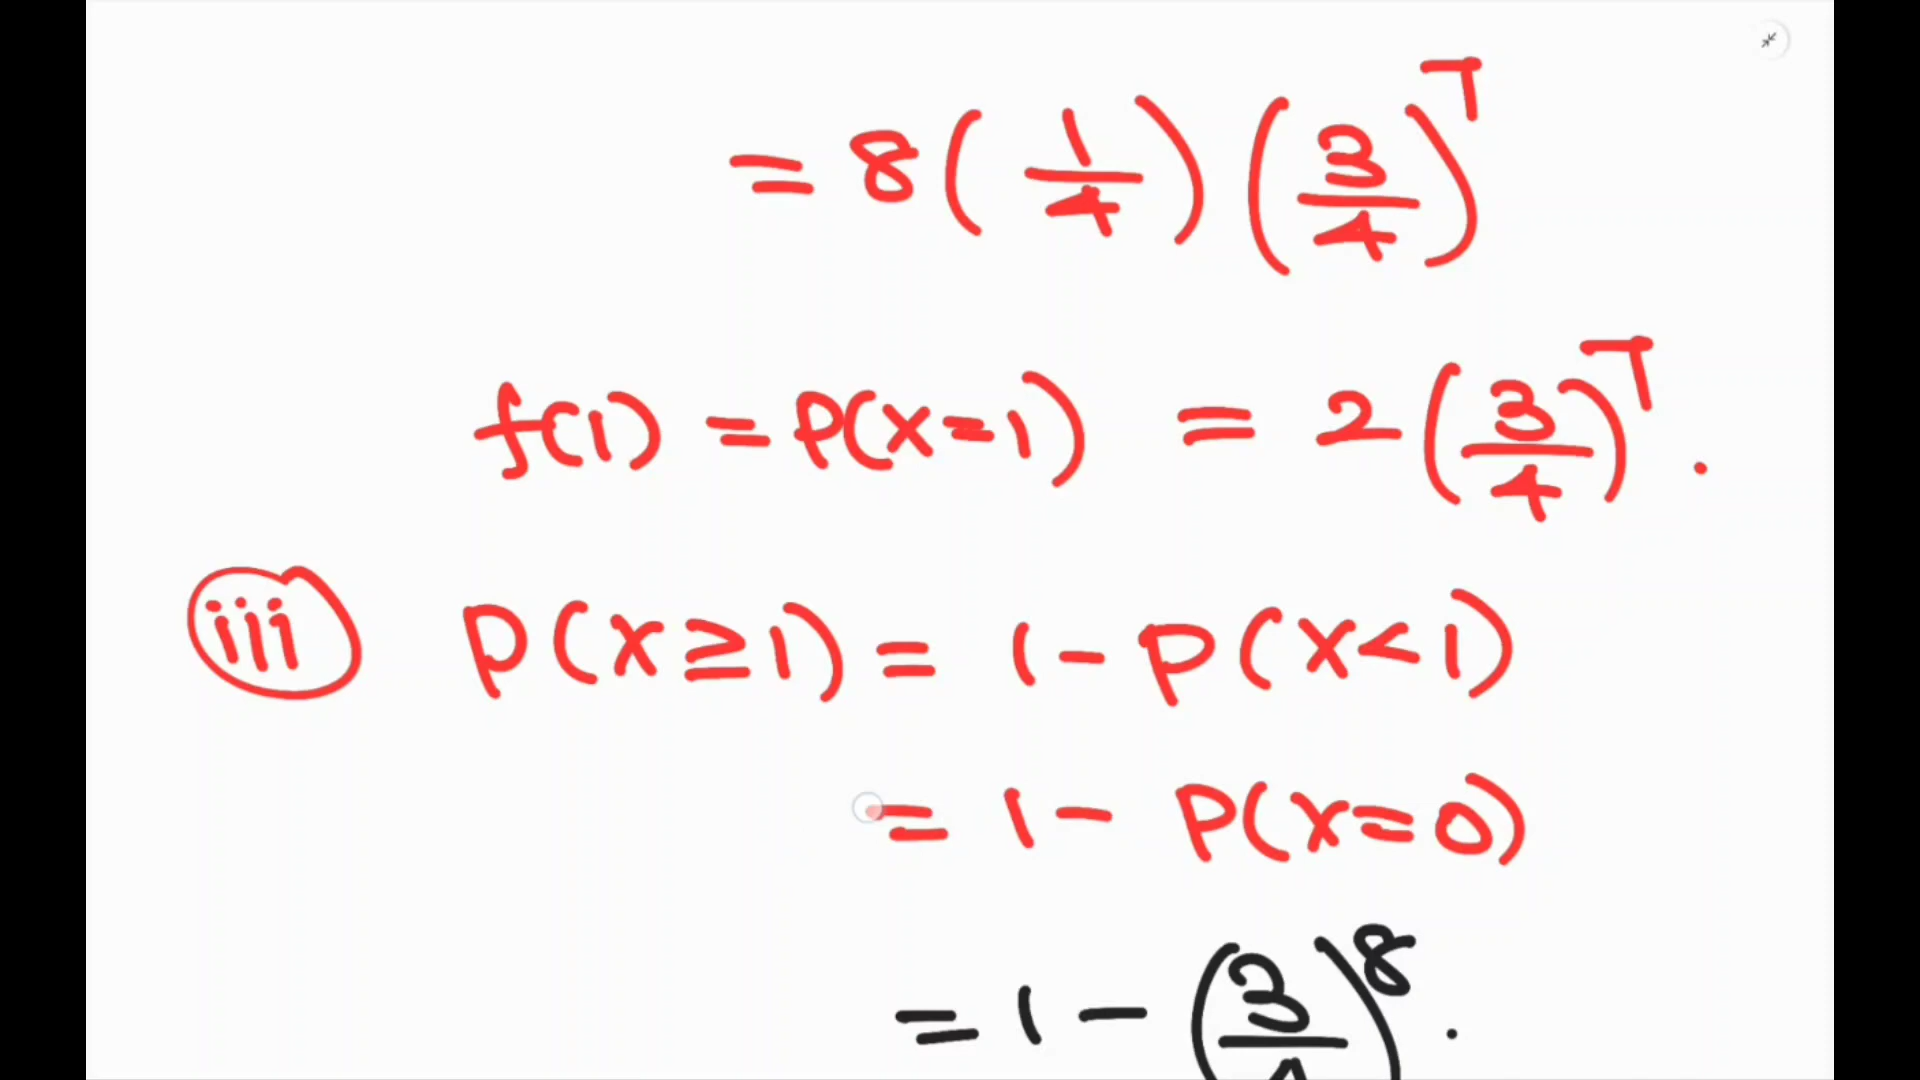 = 8 (1/4) (3/4)^7
f(1) = P(x=1) = 2 (3/4)^7 .
iii P(x≥1) = 1 - P(x<1)
= 1 - P(x=0)
= 1 - (3/4)^8 .